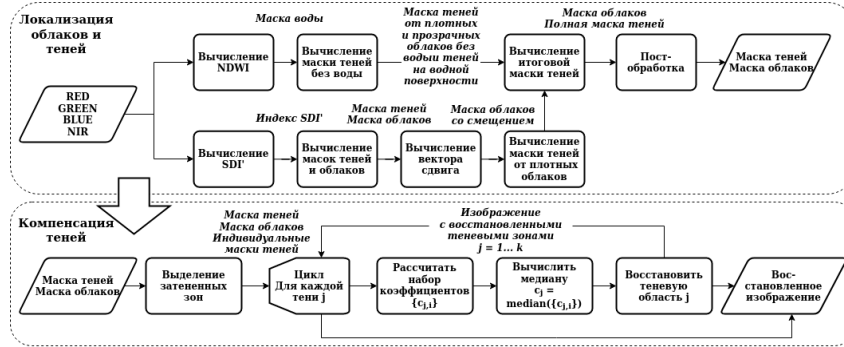 Локализация
облаков и
теней
RED
GREEN
BLUE
NIR
Маска воды
Вычисление
NDWI
Вычисление
маски теней
без воды
Маска теней
от плотных
и прозрачных
облаков без
водыи теней
на водной
поверхности
Вычисление
итоговой
маски теней
Маска облаков
Полная маска теней
Пост-
обработка
Маска теней
Маска облаков
Индекс SDI'
Вычисление
SDI'
Вычисление
масок теней
и облаков
Маска теней
Маска облаков
Вычисление
вектора
сдвига
Маска облаков
со смещением
Вычисление
маски теней
от плотных
облаков
Компенсация
теней
Маска теней
Маска облаков
Выделение
затененных
зон
Маска теней
Маска облаков
Индивидуальные
маски теней
Цикл
Для каждой
тени j
Рассчитать
набор
коэффициентов
{cj,i}
Изображение
с восстановленными
теневыми зонами
j = 1... k
Вычислить
медиану
cj =
median({cj,i})
Восстановить
теневую
область j
Вос-
становленное
изображение